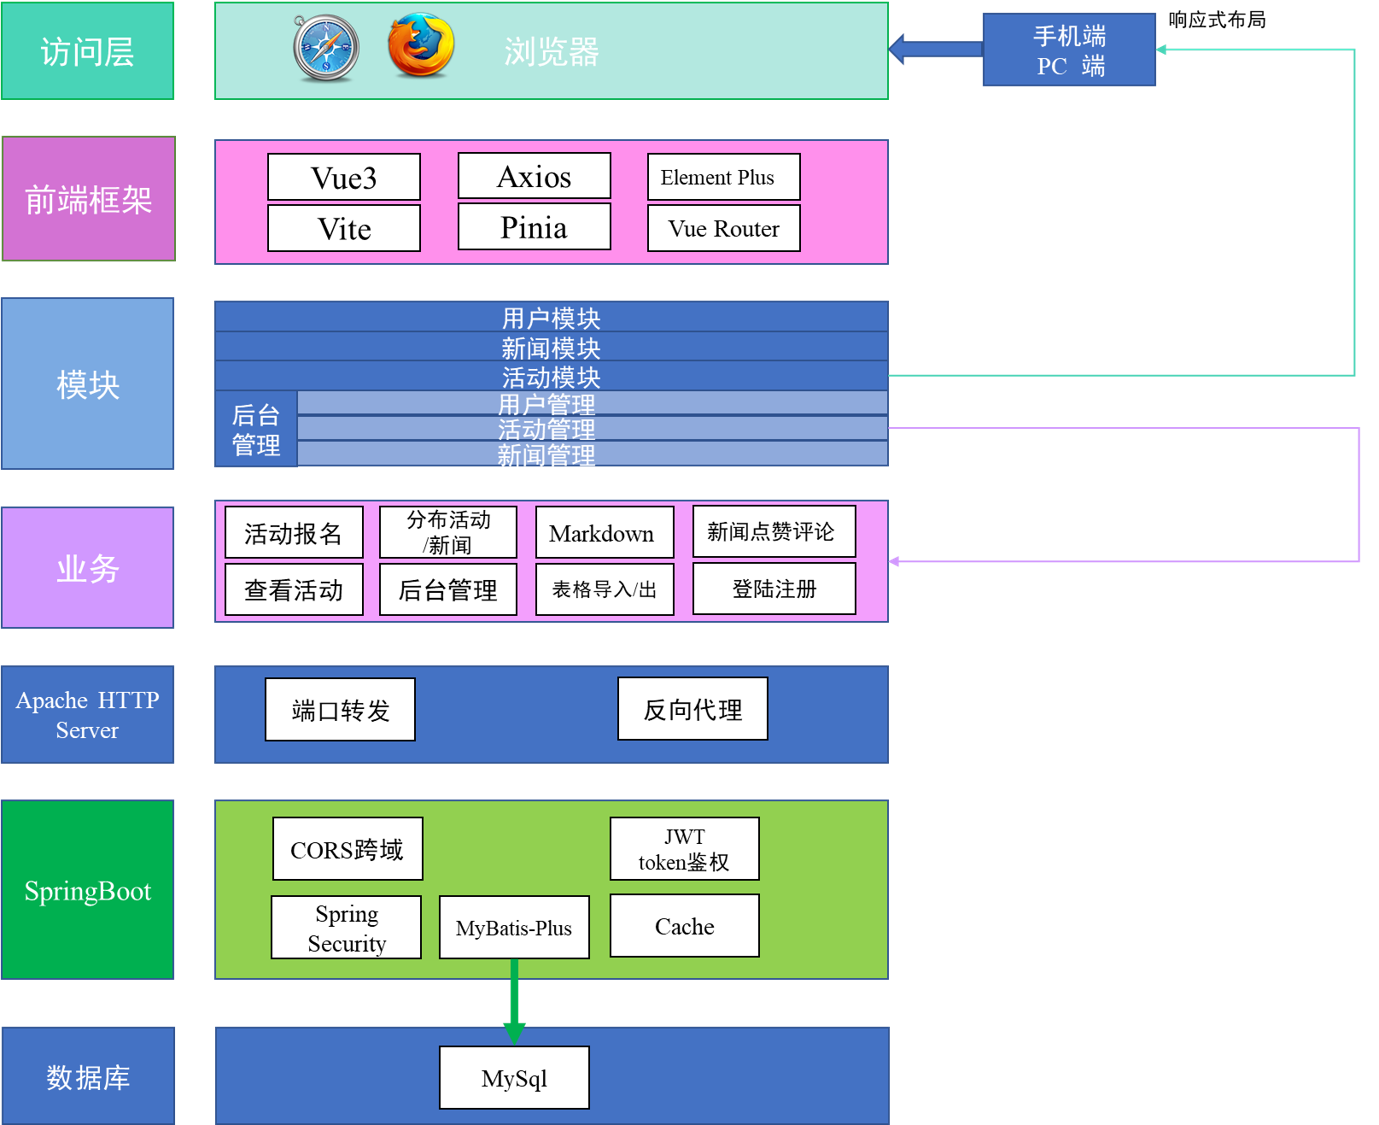 访问层
浏览器
手机端
PC 端
响应式布局
前端框架
Vue3
Axios
Element Plus
Vite
Pinia
Vue Router
模块
用户模块
新闻模块
活动模块
后台
管理
用户管理
活动管理
新闻管理
业务
活动报名
分布活动
/新闻
Markdown
新闻点赞评论
查看活动
后台管理
表格导入/出
登陆注册
Apache HTTP
Server
端口转发
反向代理
SpringBoot
CORS跨域
JWT
token鉴权
Spring
Security
MyBatis-Plus
Cache
数据库
MySql